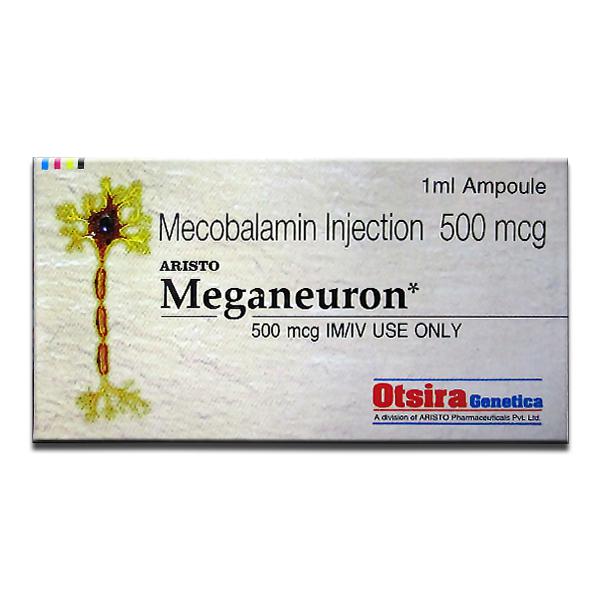 1ml Ampoule
Mecobalamin Injection 500 mcg
ARISTO
Meganeuron*
500 mcg IM/IV USE ONLY
Otsira Genetica
A division of ARISTO Pharmaceuticals Pvt. Ltd.